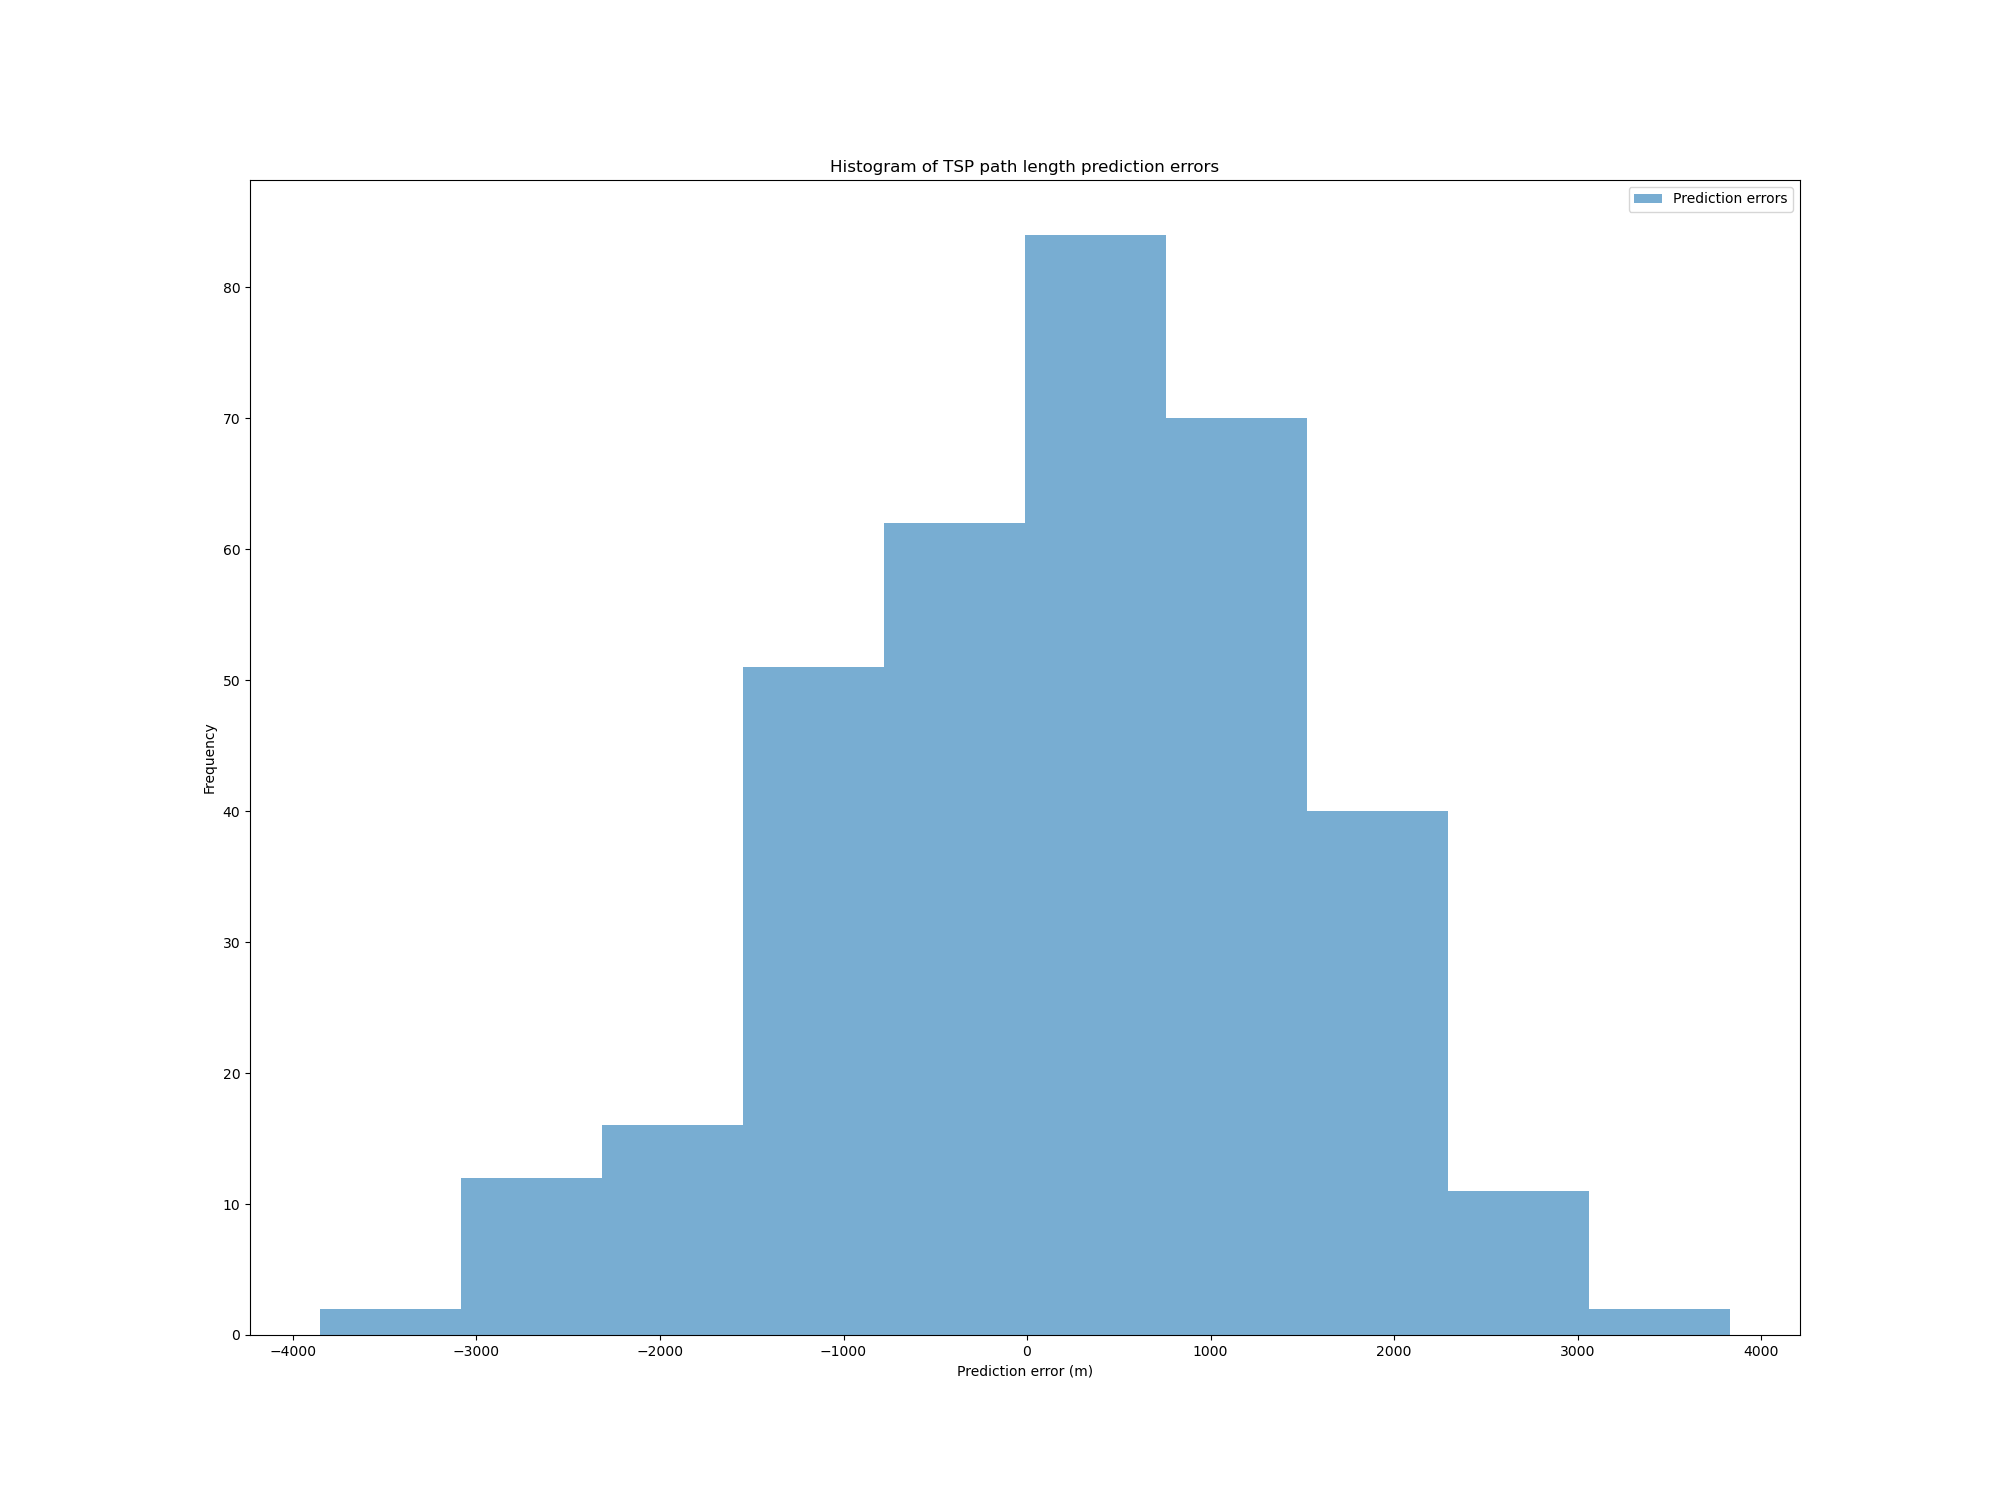 Histogram of TSP path length prediction errors
Prediction errors
80
70
60
50
40
30
20
10
0
Frequency
−4000 −3000 −2000 −1000 0 1000 2000 3000 4000
Prediction error (m)